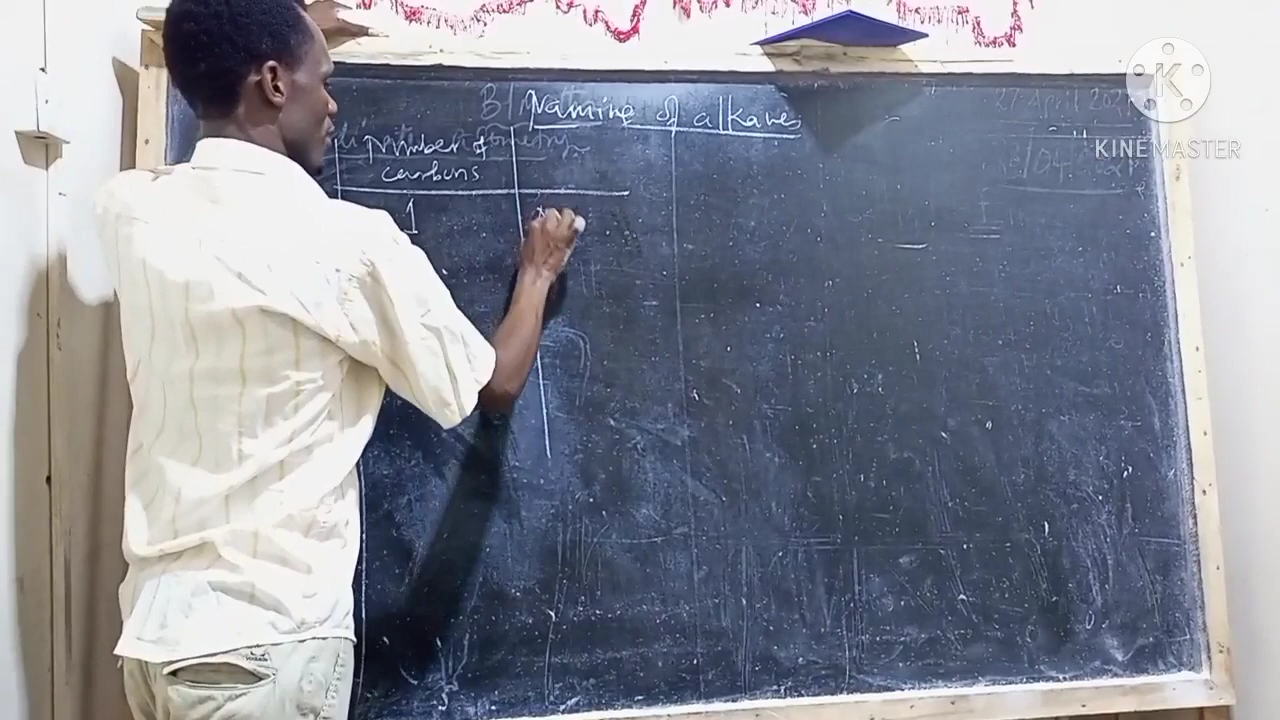 Naming of alkanes
Number of
carbons
1
27 April 2021
K
KINEMASTER